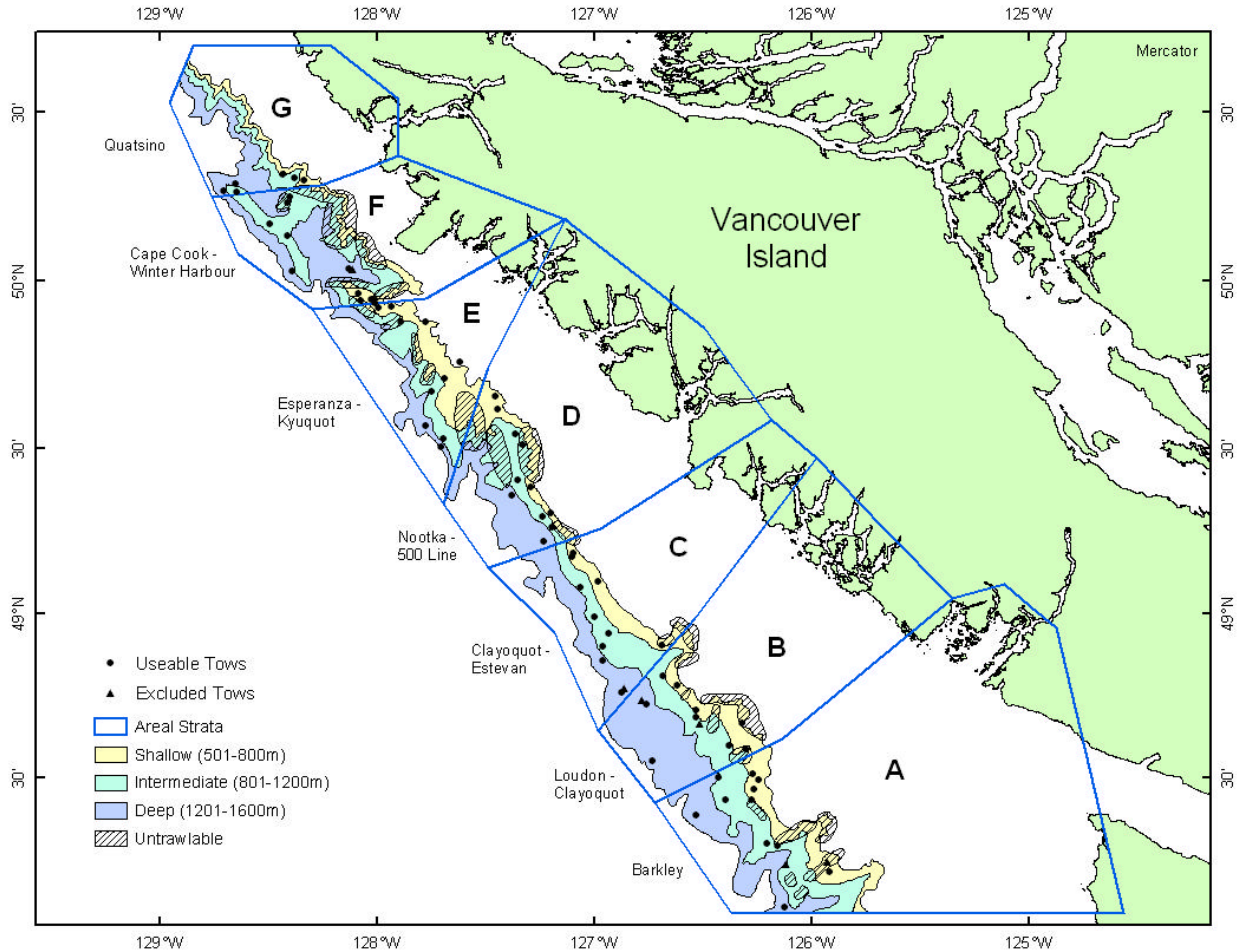 129°W 128°W 127°W 126°W 125°W
Mercator
30'
30'
G
Quatsino
F
Vancouver
Island
Cape Cook -
Winter Harbour
50°N
50°N
E
Esperanza -
Kyuquot
D
30'
30'
Nootka -
500 Line
C
49°N
49°N
Clayoquot -
Estevan
B
Useable Tows
Excluded Tows
Areal Strata
Shallow (501-800m)
Intermediate (801-1200m)
Deep (1201-1600m)
Untrawlable
30'
30'
Loudon -
Clayoquot
A
Barkley
129°W 128°W 127°W 126°W 125°W